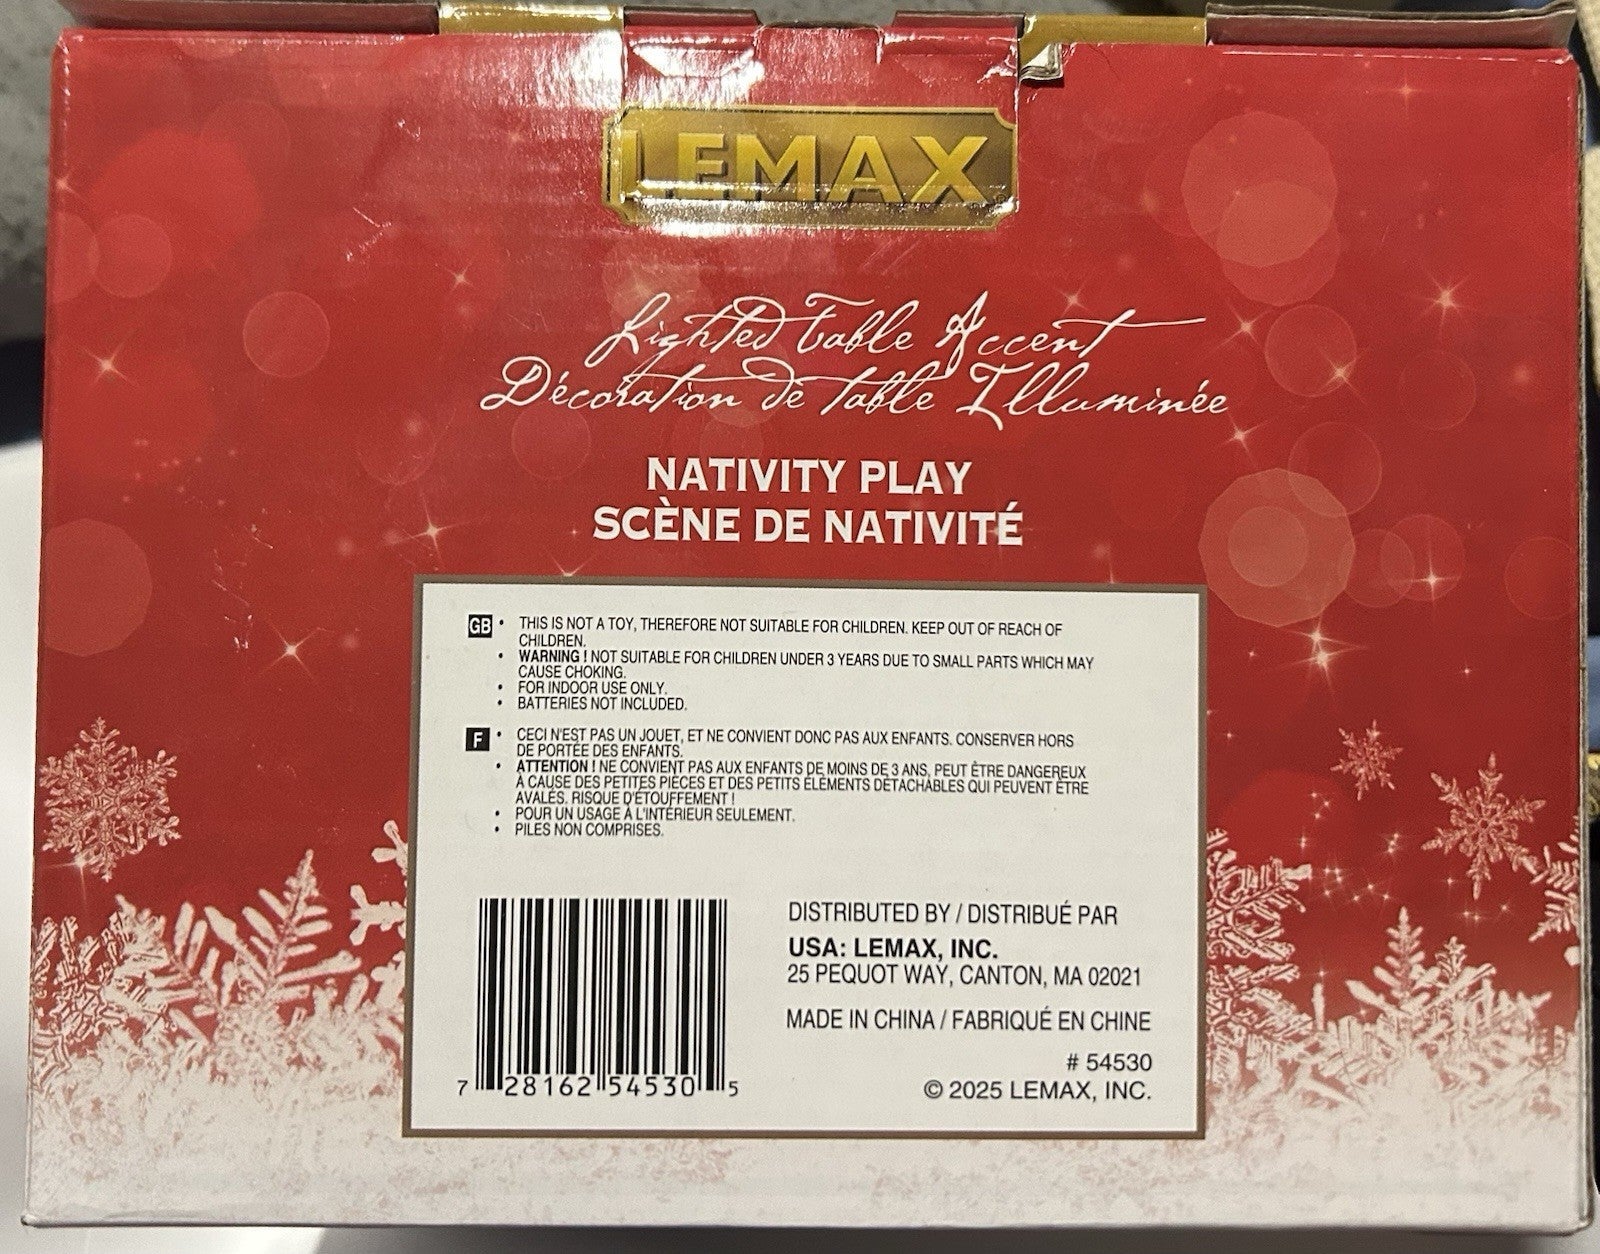 LEMAX
Lighted Table Accent
Décoration de table Illuminée
NATIVITY PLAY
SCÈNE DE NATIVITÉ
GB • THIS IS NOT A TOY, THEREFORE NOT SUITABLE FOR CHILDREN. KEEP OUT OF REACH OF
CHILDREN.
• WARNING ! NOT SUITABLE FOR CHILDREN UNDER 3 YEARS DUE TO SMALL PARTS WHICH MAY
CAUSE CHOKING.
• FOR INDOOR USE ONLY.
• BATTERIES NOT INCLUDED.
F • CECI N'EST PAS UN JOUET, ET NE CONVIENT DONC PAS AUX ENFANTS. CONSERVER HORS
DE PORTÉE DES ENFANTS.
• ATTENTION ! NE CONVIENT PAS AUX ENFANTS DE MOINS DE 3 ANS, PEUT ÊTRE DANGEREUX
À CAUSE DES PETITES PIÈCES ET DES PETITS ÉLÉMENTS DÉTACHABLES QUI PEUVENT ÊTRE
AVALÉS. RISQUE D'ÉTOUFFEMENT !
• POUR UN USAGE À L'INTÉRIEUR SEULEMENT.
• PILES NON COMPRISES.
DISTRIBUTED BY / DISTRIBUÉ PAR
USA: LEMAX, INC.
25 PEQUOT WAY, CANTON, MA 02021
MADE IN CHINA / FABRIQUÉ EN CHINE
# 54530
© 2025 LEMAX, INC.
7 28162 54530 5